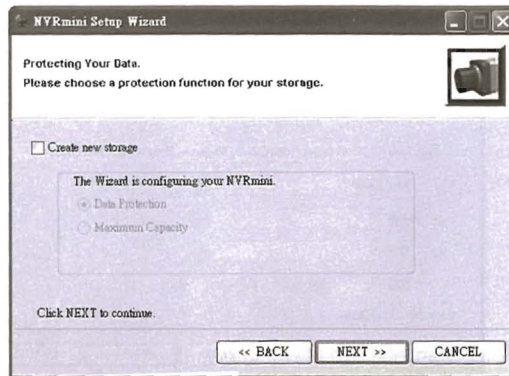 NVRmini Setup Wizard
Protecting Your Data.
Please choose a protection function for your storage.
Create new storage
The Wizard is configuring your NVRmini.
Data Protection
Maximum Capacity
Click NEXT to continue.
<< BACK
NEXT >>
CANCEL